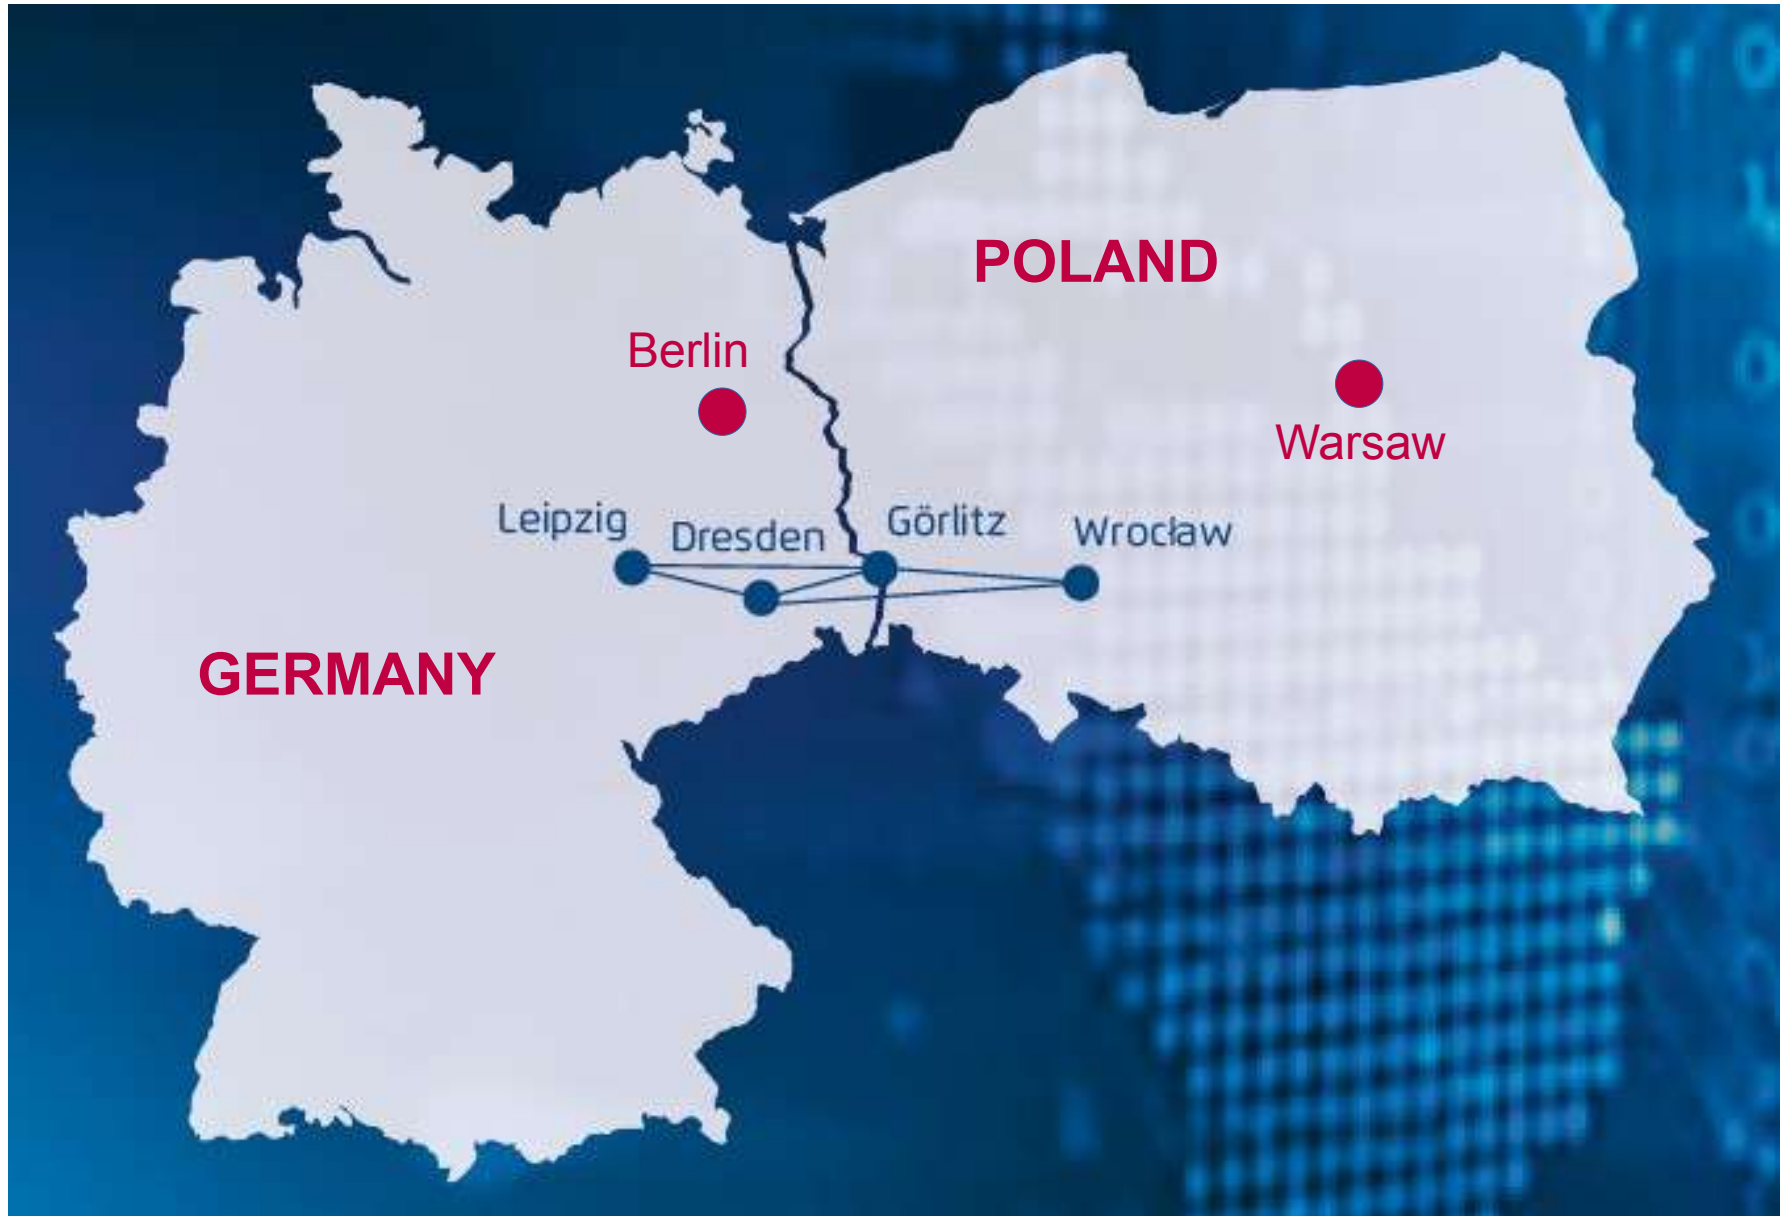 POLAND
Berlin
Warsaw
Leipzig
Dresden
Görlitz
Wrocław
GERMANY